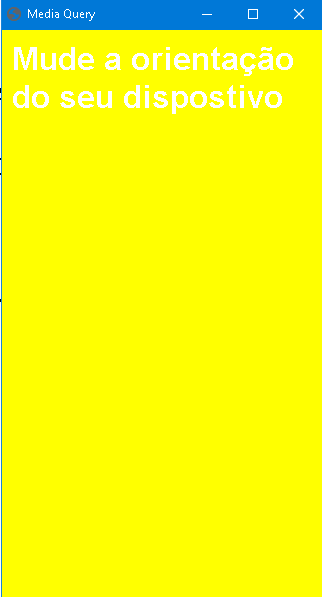 Media Query
Mude a orientação
do seu dispostivo